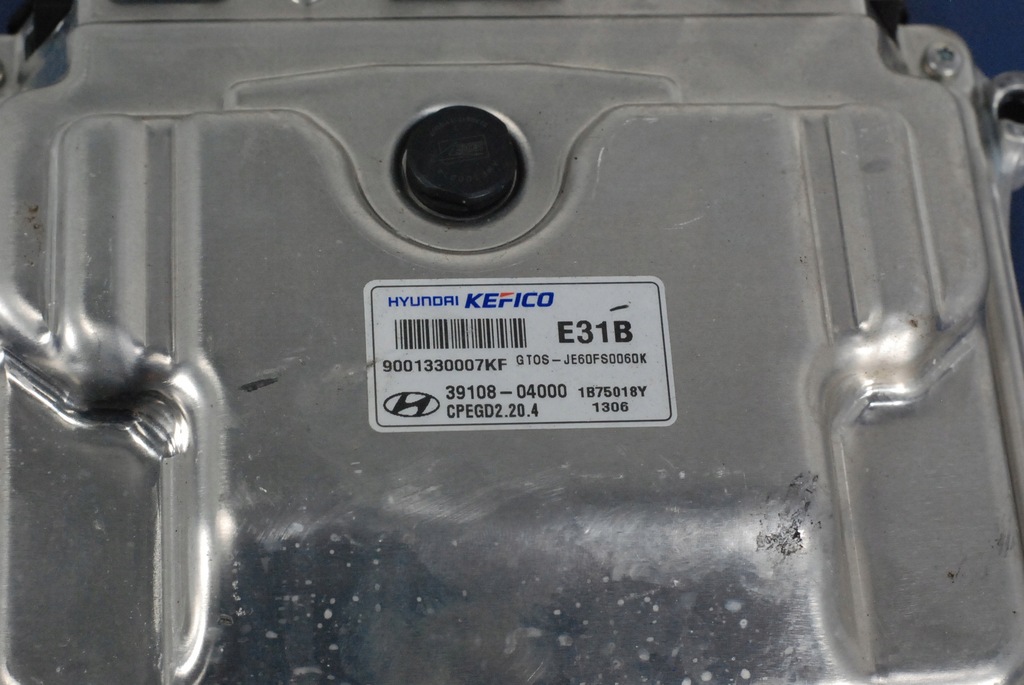 HYUNDAI KEFICO
E31B
9001330007KF GTOS-JE60FS0060K
39108-04000 1B75018Y
CPEGD2.20.4 1306